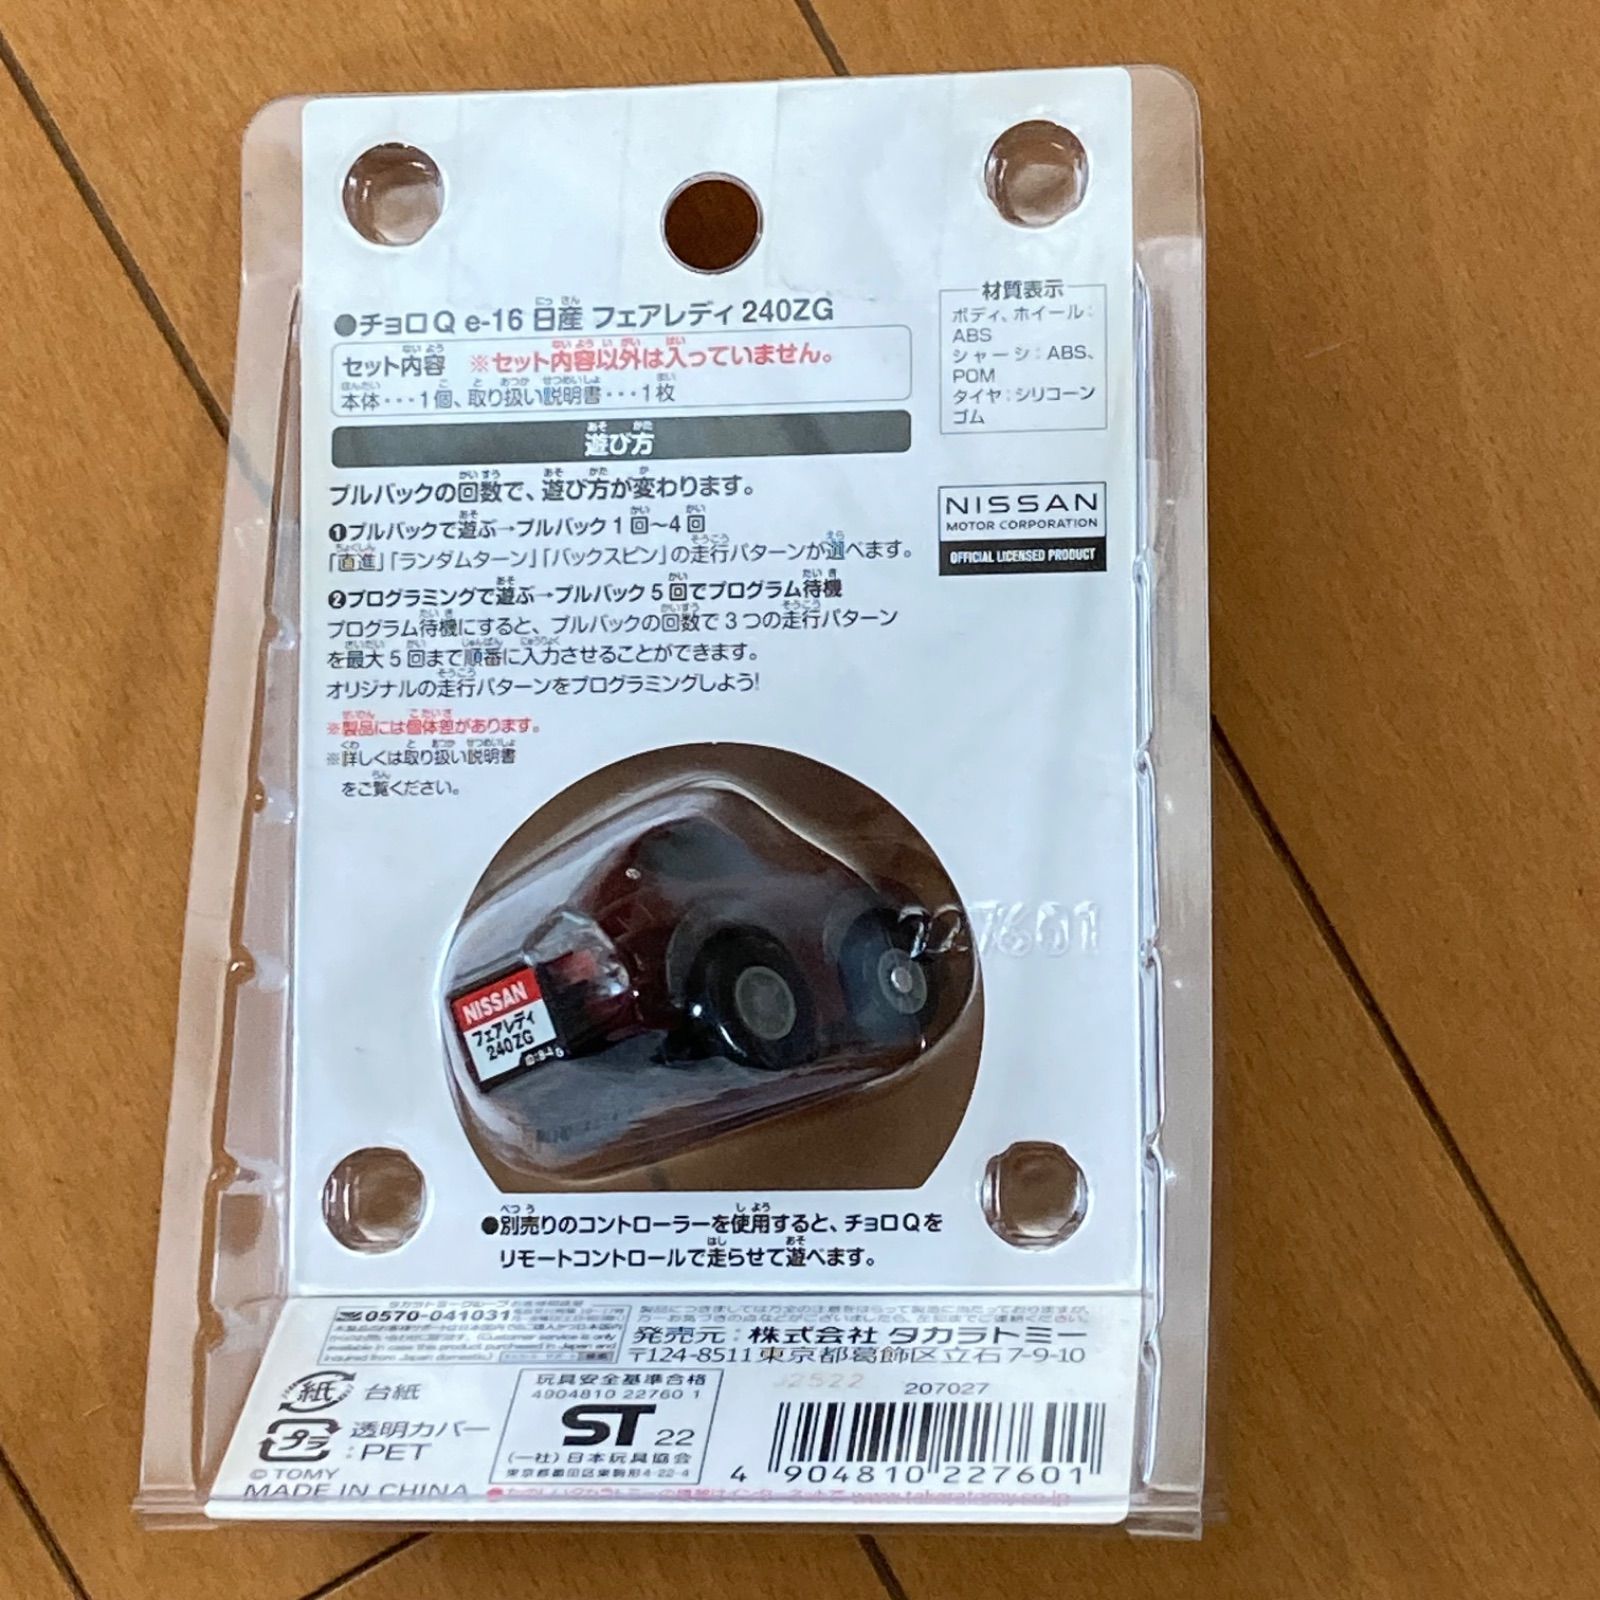 ●チョロQ e-16 日産 フェアレディ 240ZG
セット内容 ※セット内容以外は入っていません。
本体・・・1個、取り扱い説明書・・・1枚
材質表示
ボディ、ホイール：
ABS
シャーシ：ABS、
POM
タイヤ：シリコーン
ゴム
遊び方
プルバックの回数で、遊び方が変わります。
❶プルバックで遊ぶ→プルバック1回～4回
「直進」「ランダムターン」「バックスピン」の走行パターンが選べます。
❷プログラミングで遊ぶ→プルバック5回でプログラム待機
プログラム待機にすると、プルバックの回数で3つの走行パターン
を最大5回まで順番に入力させることができます。
オリジナルの走行パターンをプログラミングしよう!
※製品には個体差があります。
※詳しくは取り扱い説明書
をご覧ください。
NISSAN
MOTOR CORPORATION
OFFICIAL LICENSED PRODUCT
227601
NISSAN
フェアレディ
240ZG
●別売りのコントローラーを使用すると、チョロQを
リモートコントロールで走らせて遊べます。
0570-041031
available in case this product purchased in Japan and
inquired from Japan domestic.)
発売元：株式会社 タカラトミー
〒124-8511 東京都葛飾区立石7-9-10
紙 台紙
プラ 透明カバー
：PET
© TOMY
MADE IN CHINA
玩具安全基準合格
4904810 22760 1
ST 22
(一社)日本玩具協会
J2522
207027
4 904810 227601
www.takaratomy.co.jp